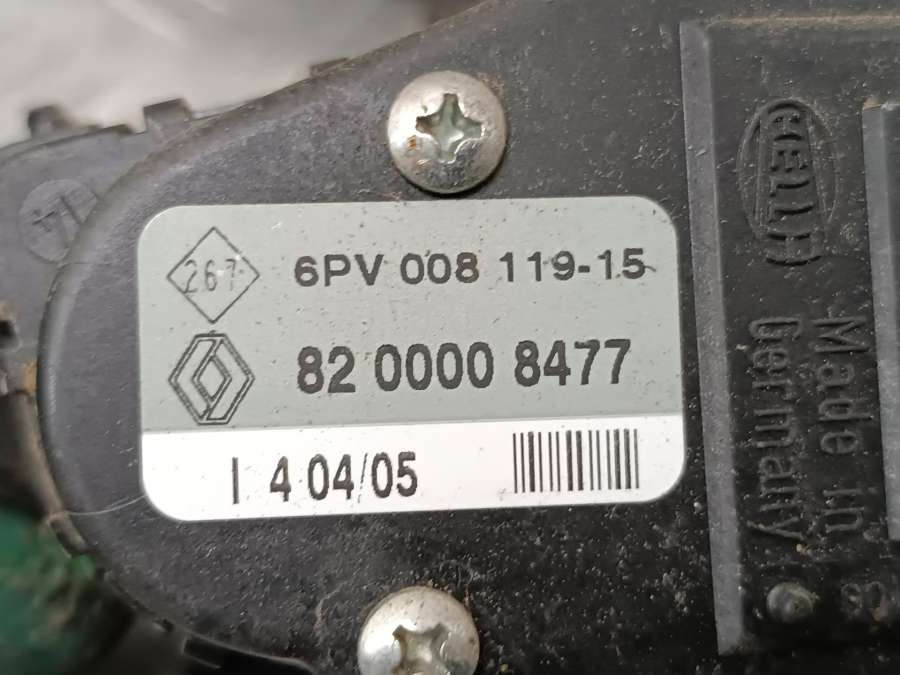 267
6PV 008 119-15
82 0000 8477
I 4 04/05
HELLA
Made in
Germany